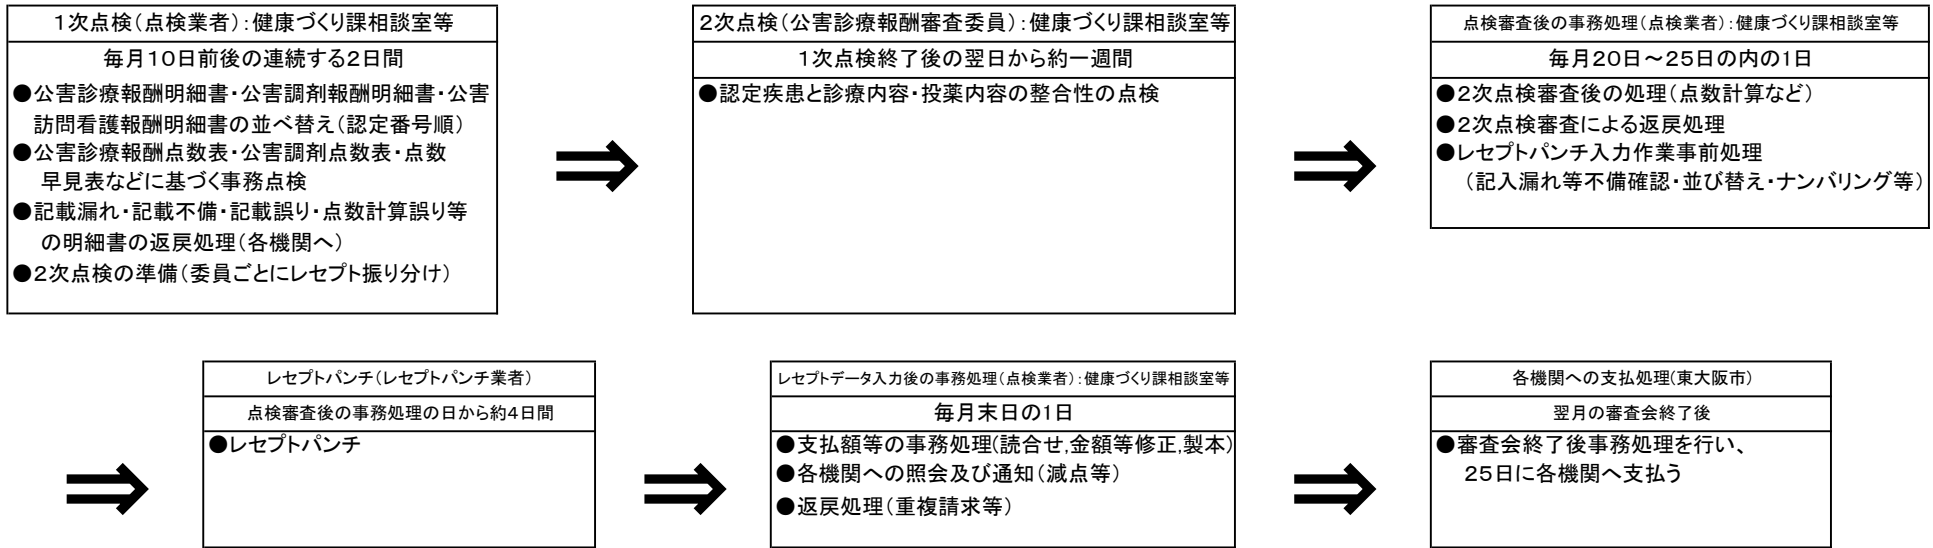 1次点検(点検業者):健康づくり課相談室等
毎月10日前後の連続する2日間
●公害診療報酬明細書・公害調剤報酬明細書・公害
訪問看護報酬明細書の並べ替え(認定番号順)
●公害診療報酬点数表・公害調剤点数表・点数
早見表などに基づく事務点検
●記載漏れ・記載不備・記載誤り・点数計算誤り等
の明細書の返戻処理(各機関へ)
●2次点検の準備(委員ごとにレセプト振り分け)
⇒
2次点検(公害診療報酬審査委員):健康づくり課相談室等
1次点検終了後の翌日から約一週間
●認定疾患と診療内容・投薬内容の整合性の点検
⇒
点検審査後の事務処理(点検業者):健康づくり課相談室等
毎月20日~25日の内の1日
●2次点検審査後の処理(点数計算など)
●2次点検審査による返戻処理
●レセプトパンチ入力作業事前処理
(記入漏れ等不備確認・並び替え・ナンバリング等)
⇒
レセプトパンチ(レセプトパンチ業者)
点検審査後の事務処理の日から約4日間
●レセプトパンチ
⇒
レセプトデータ入力後の事務処理(点検業者):健康づくり課相談室等
毎月末日の1日
●支払額等の事務処理(読合せ,金額等修正,製本)
●各機関への照会及び通知(減点等)
●返戻処理(重複請求等)
⇒
各機関への支払処理(東大阪市)
翌月の審査会終了後
●審査会終了後事務処理を行い、
25日に各機関へ支払う